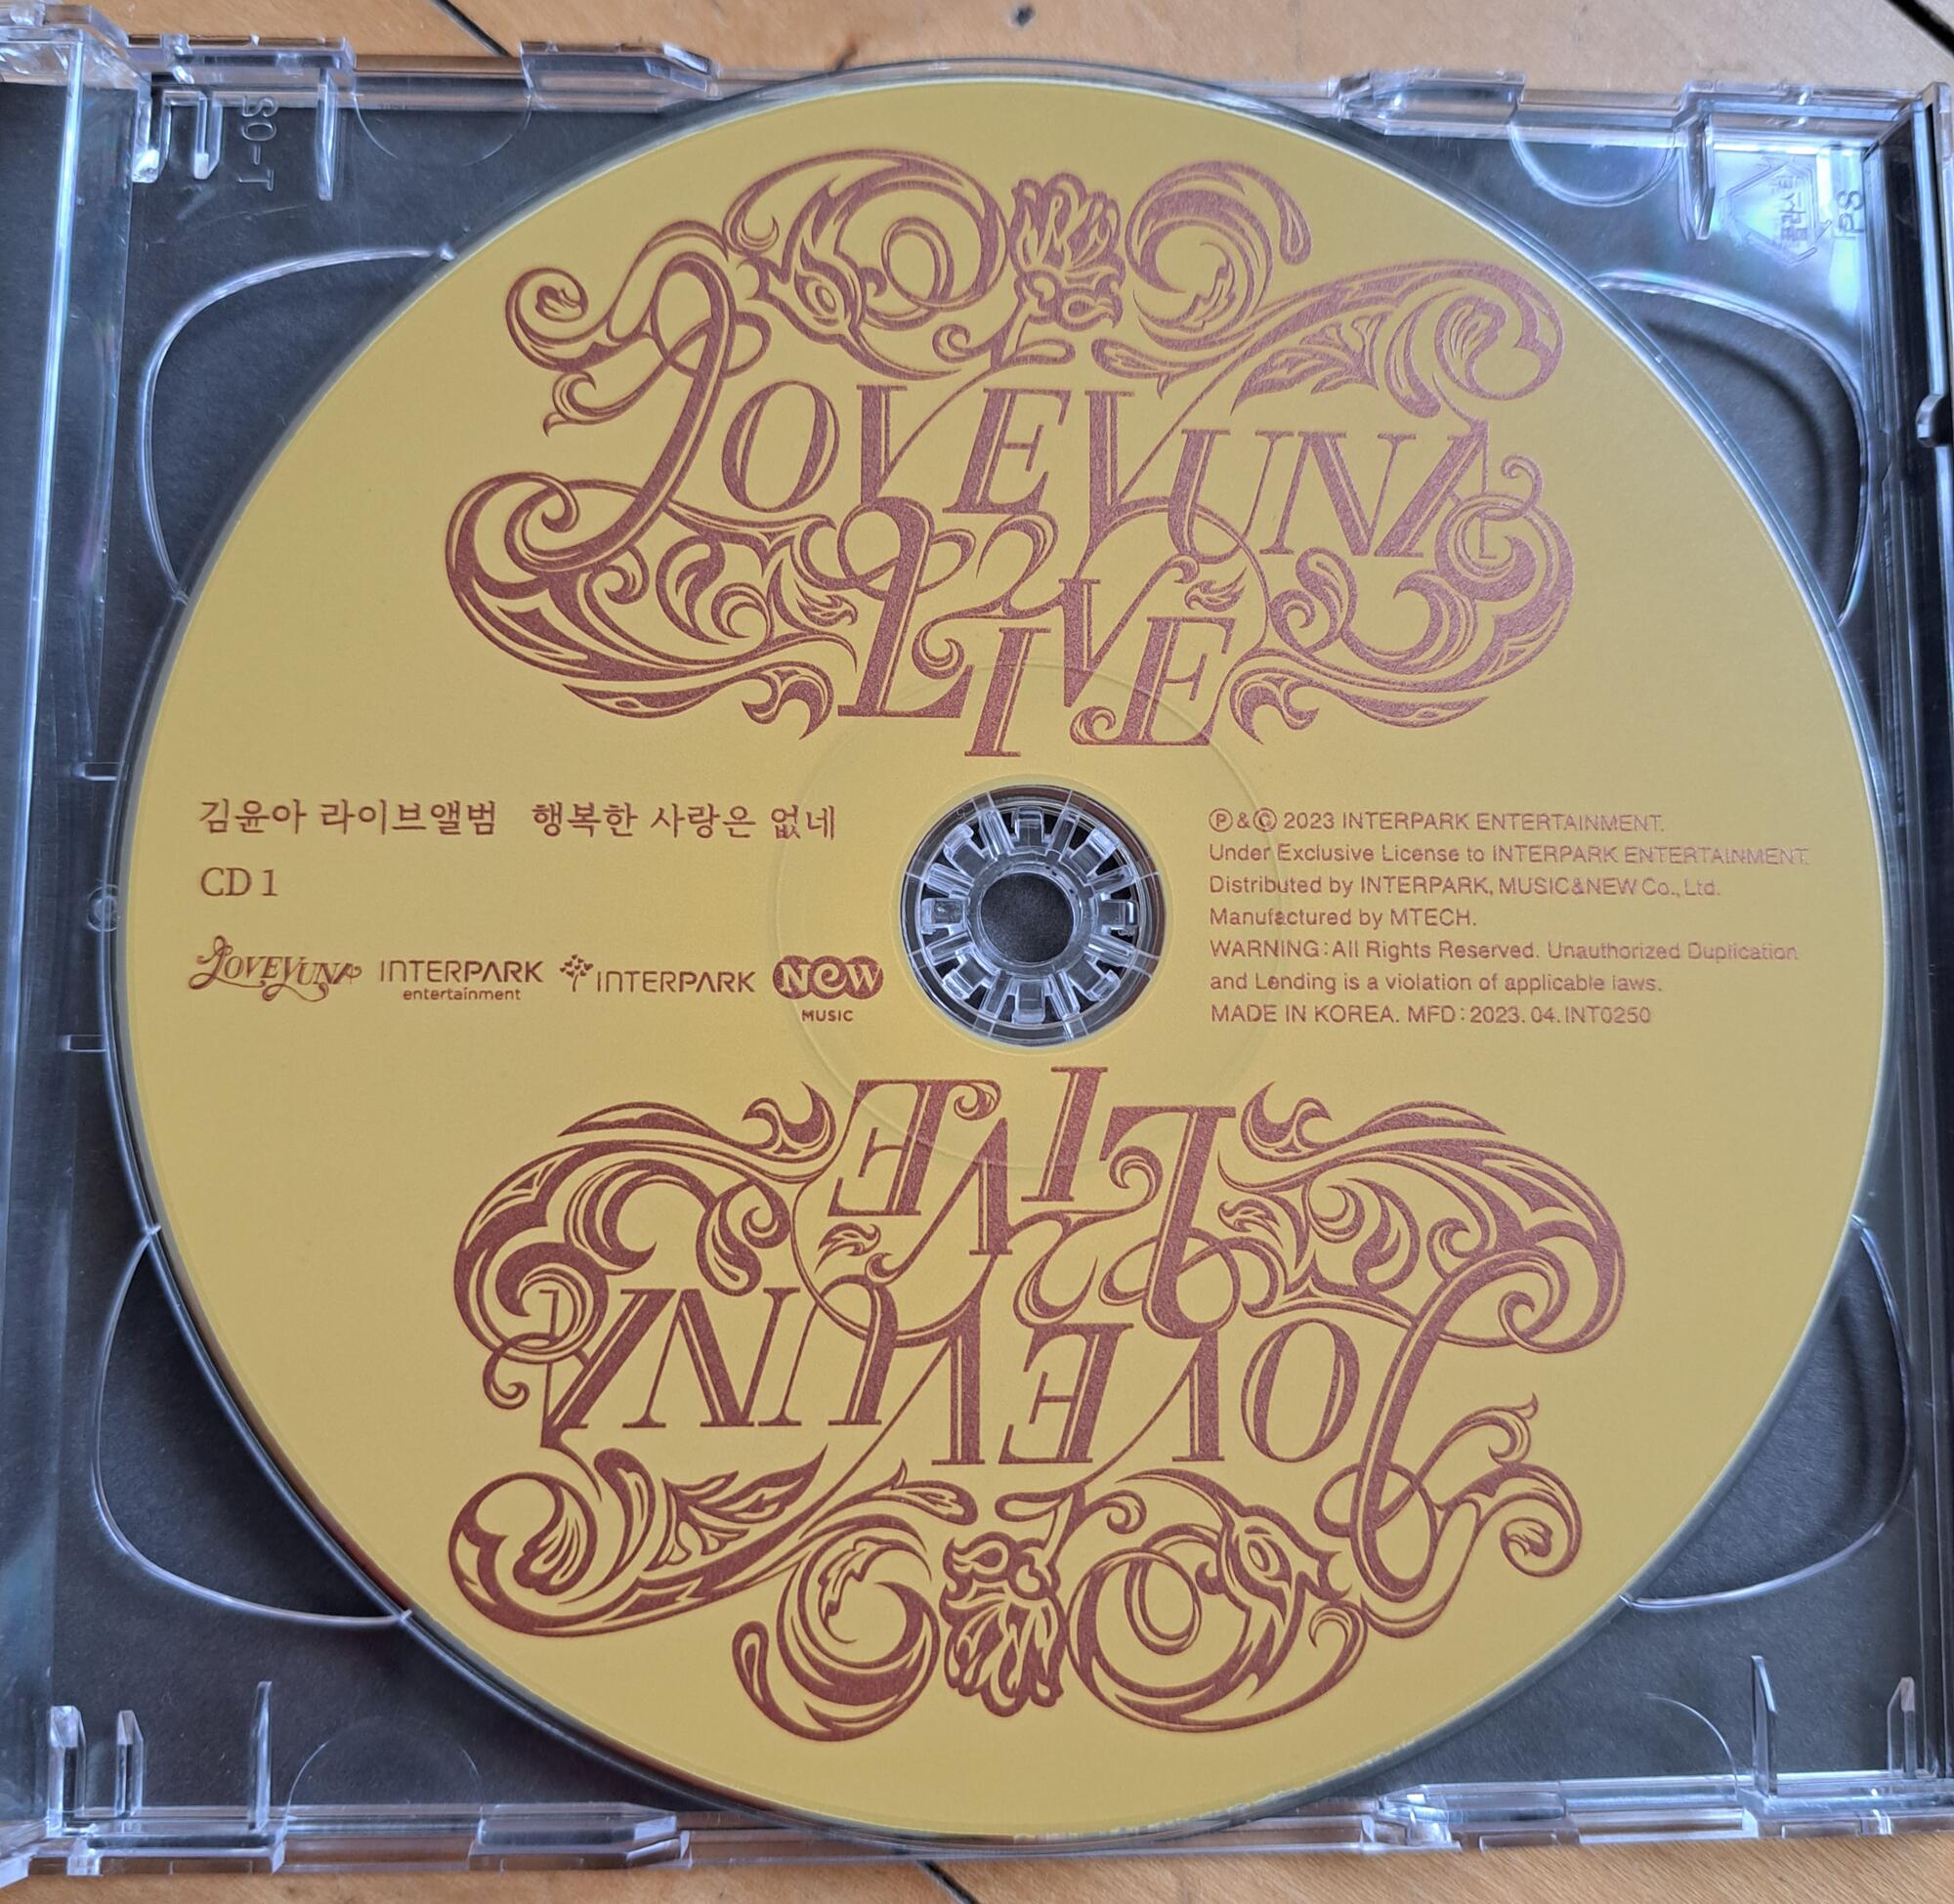 LOVEYUNA
LIVE
김윤아 라이브앨범 행복한 사랑은 없네
CD 1
LOVEYUNA INTERPARK entertainment INTERPARK NEW MUSIC
Ⓟ&Ⓒ 2023 INTERPARK ENTERTAINMENT.
Under Exclusive License to INTERPARK ENTERTAINMENT.
Distributed by INTERPARK, MUSIC&NEW Co., Ltd.
Manufactured by MTECH.
WARNING : All Rights Reserved. Unauthorized Duplication
and Lending is a violation of applicable laws.
MADE IN KOREA. MFD : 2023. 04. INT0250
LIVE
LOVEYUNA